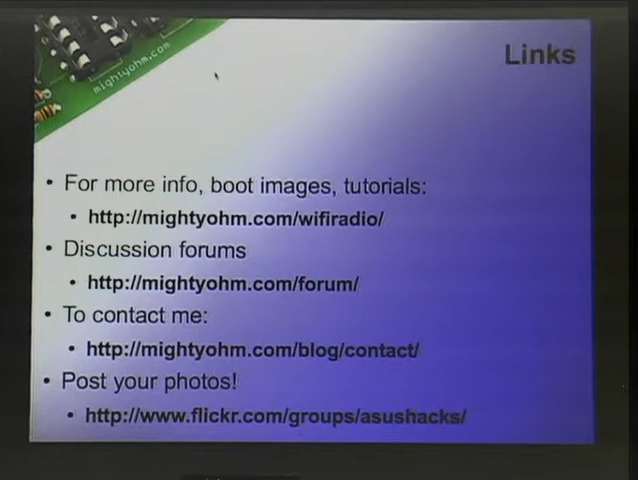 mightyohm.com
Links
• For more info, boot images, tutorials:
• http://mightyohm.com/wifiradio/
• Discussion forums
• http://mightyohm.com/forum/
• To contact me:
• http://mightyohm.com/blog/contact/
• Post your photos!
• http://www.flickr.com/groups/asushacks/